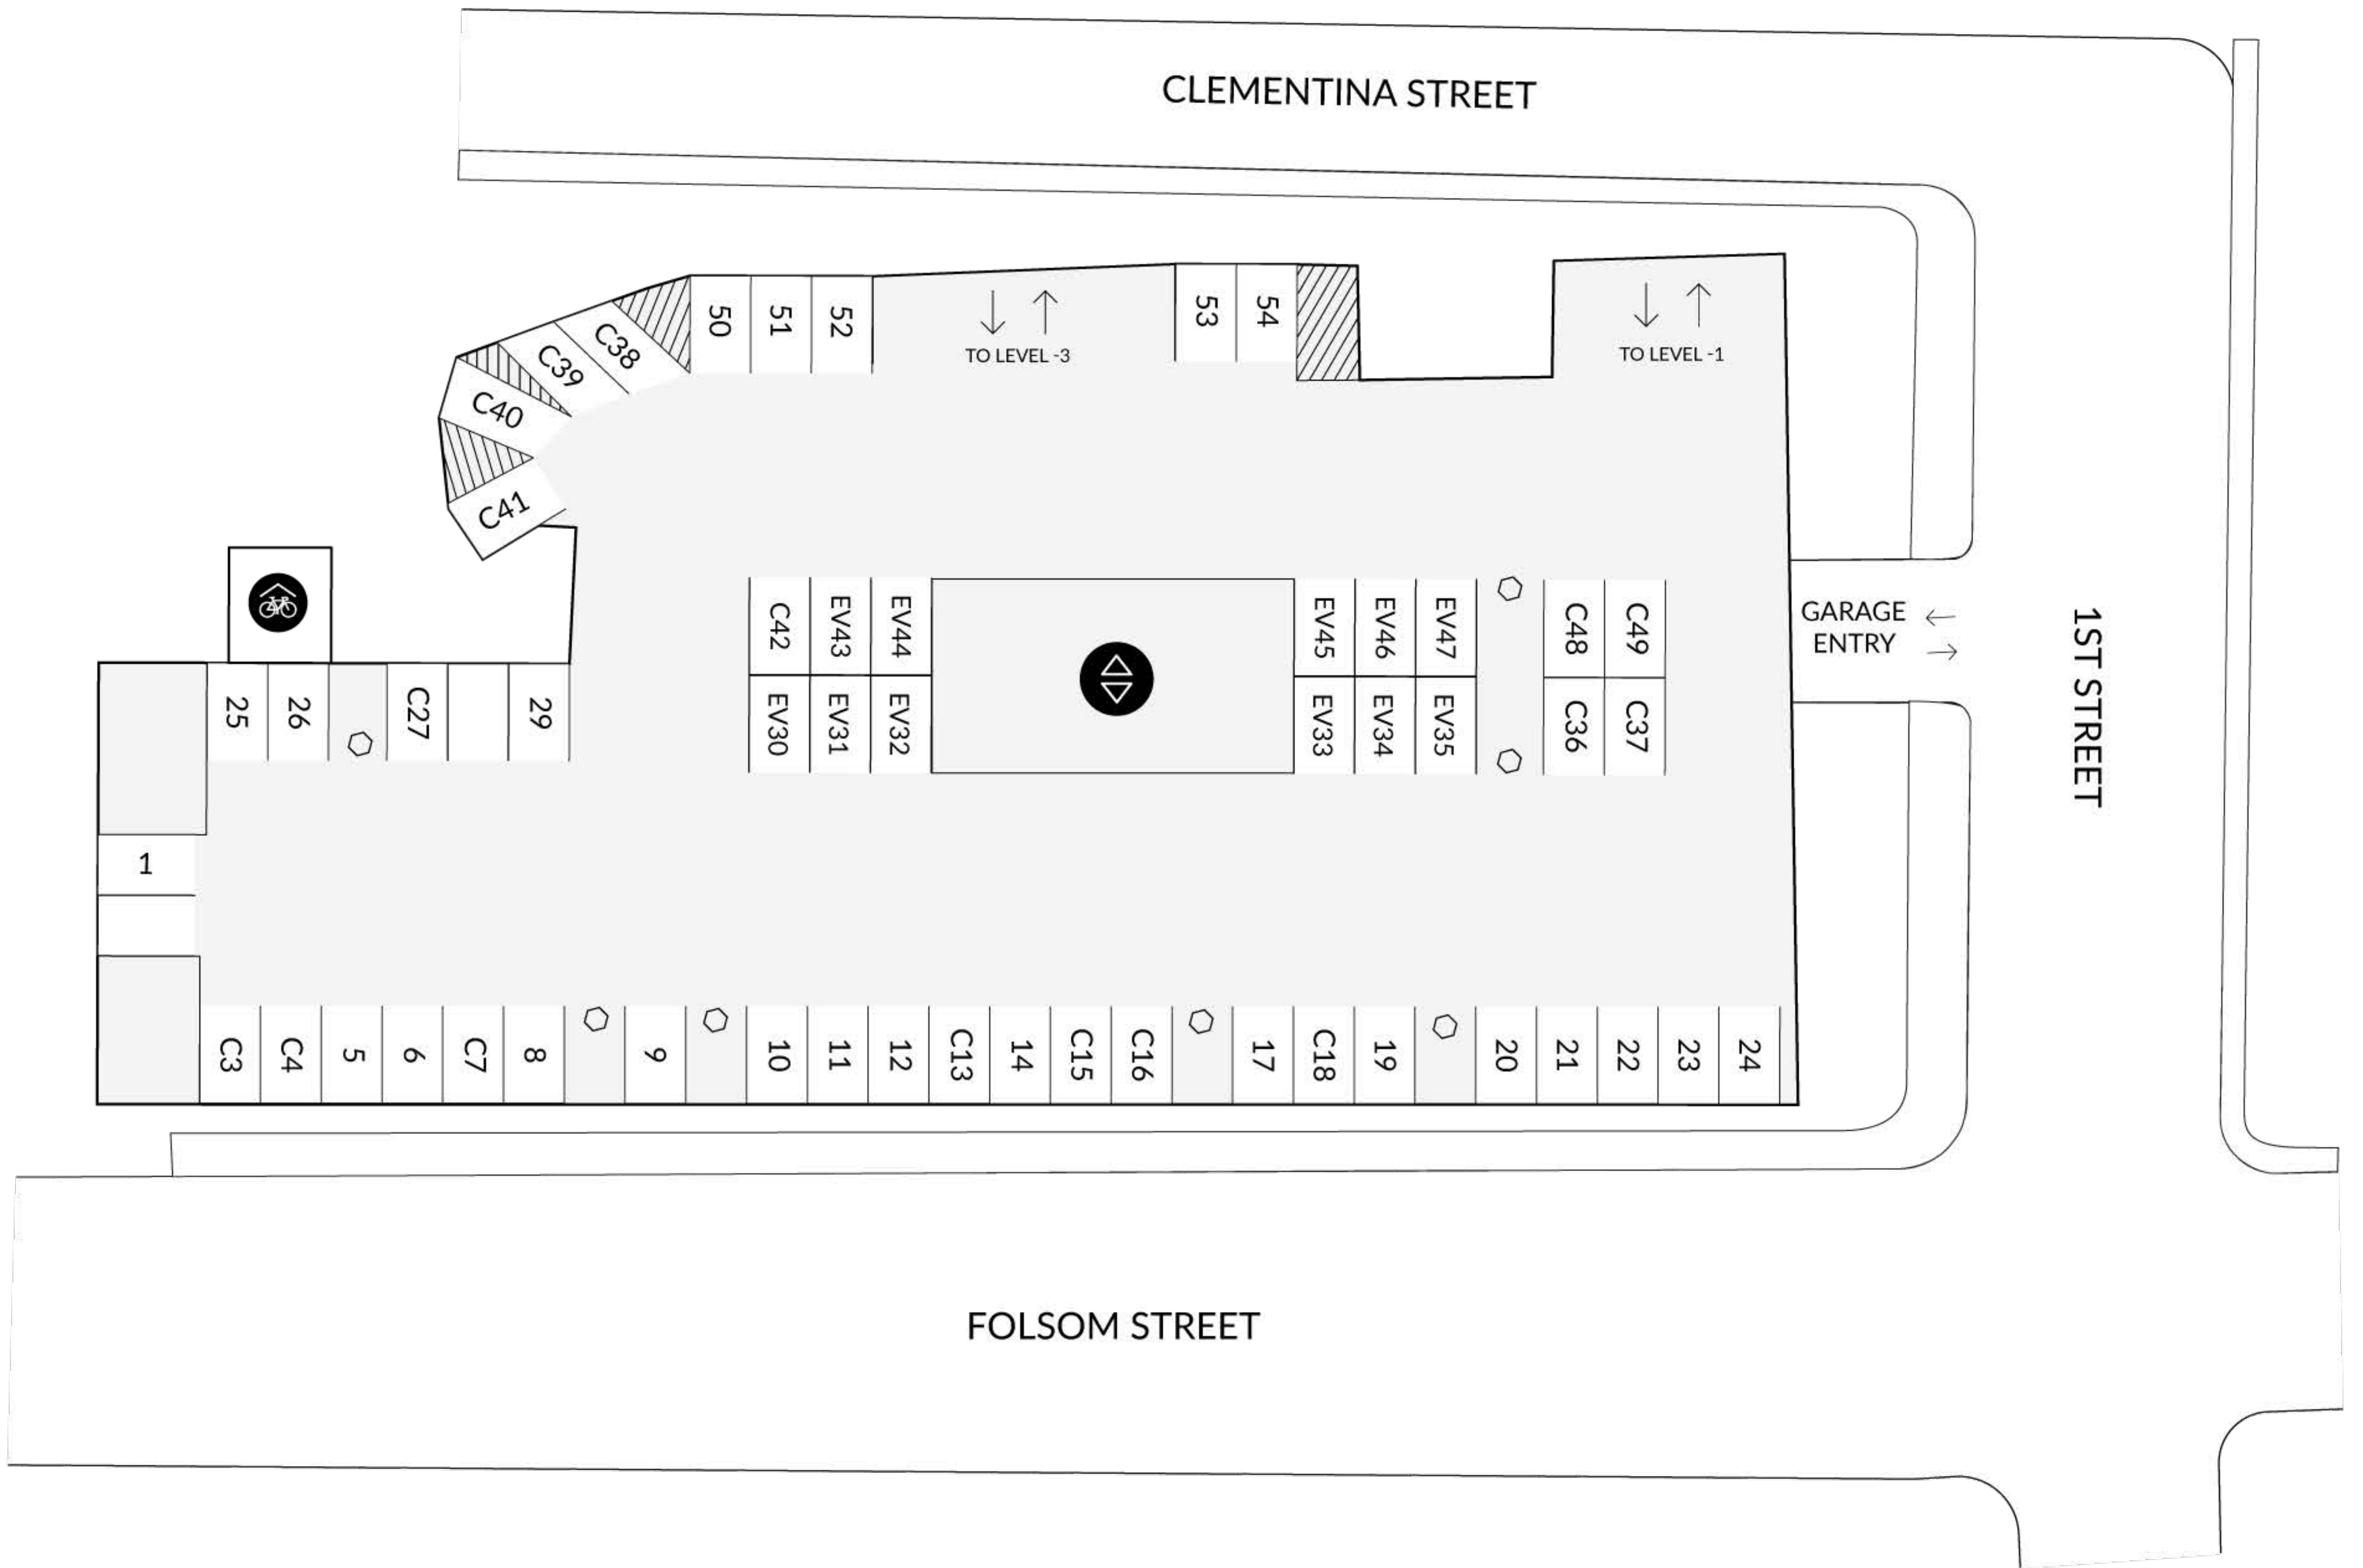 CLEMENTINA STREET
50
51
52
TO LEVEL -3
53
54
TO LEVEL -1
C38
C39
C40
C41
C42
EV43
EV44
EV45
EV46
EV47
C48
C49
GARAGE
ENTRY
1ST STREET
25
26
C27
29
EV30
EV31
EV32
EV33
EV34
EV35
C36
C37
1
C3
C4
5
6
C7
8
9
10
11
12
C13
14
C15
C16
17
C18
19
20
21
22
23
24
FOLSOM STREET